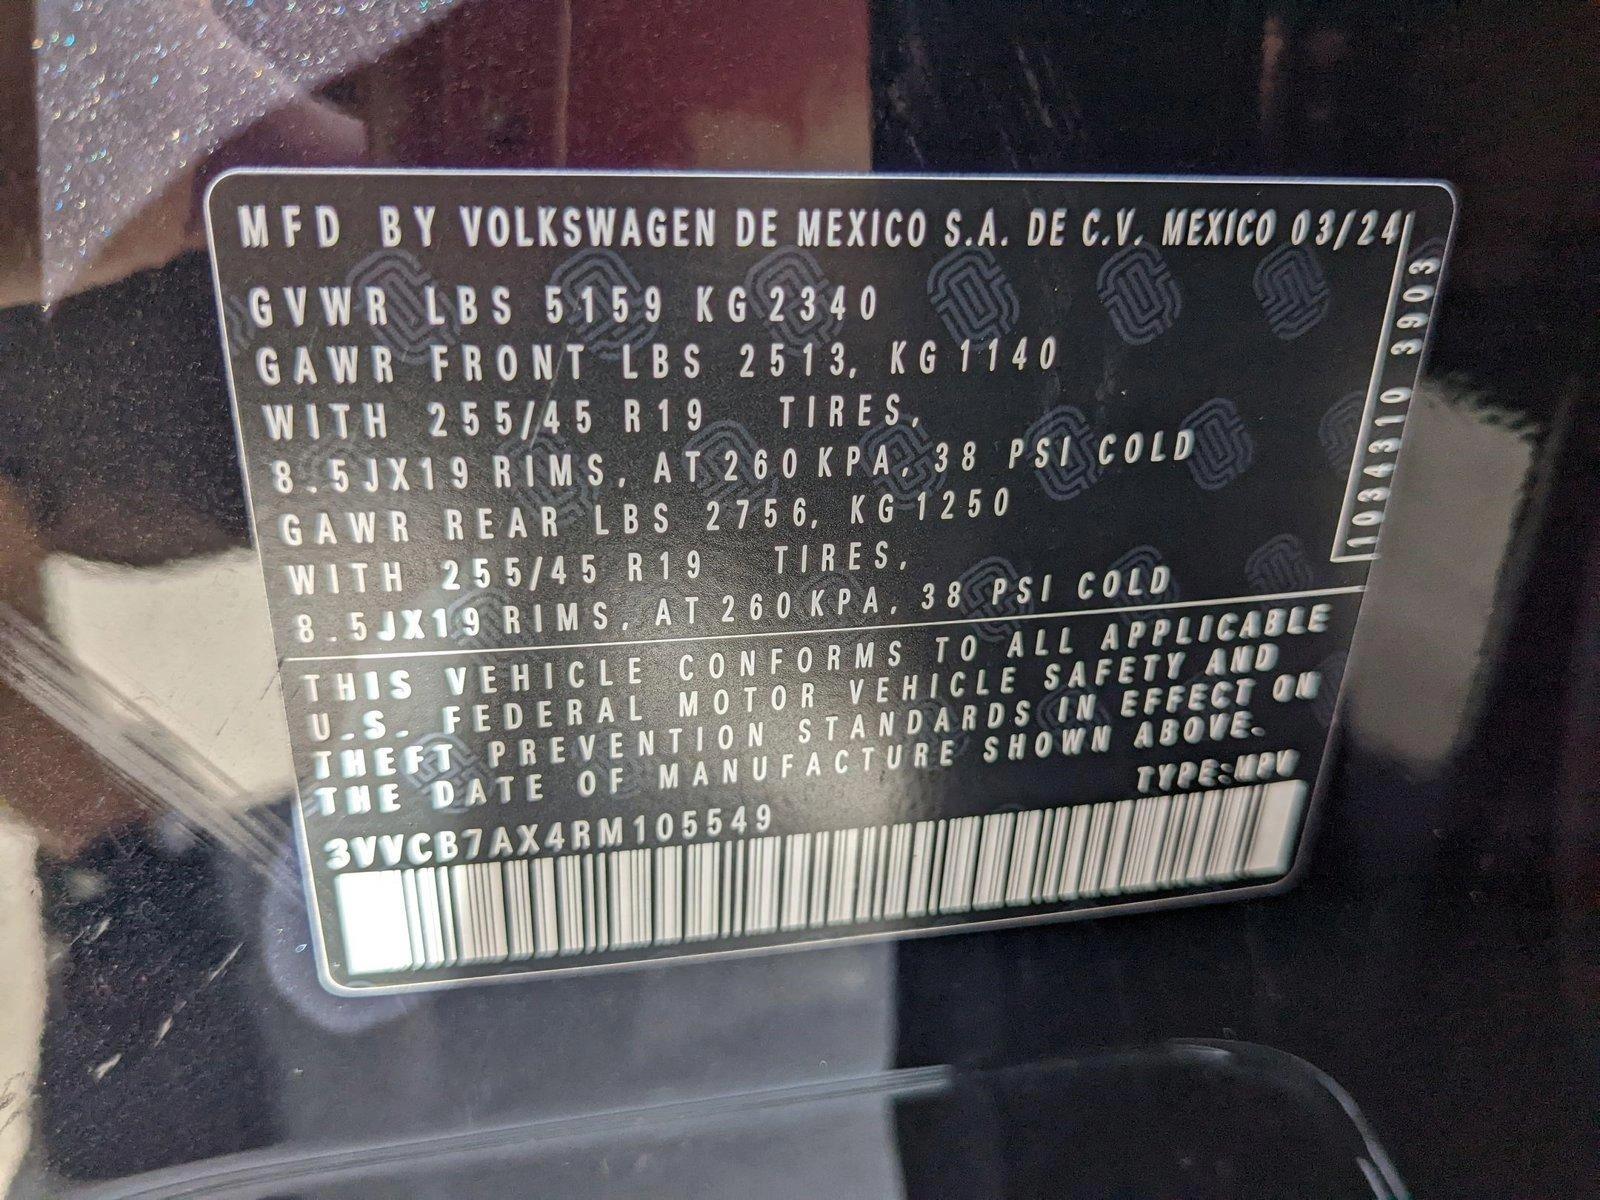 MFD BY VOLKSWAGEN DE MEXICO S.A. DE C.V. MEXICO 03/24
GVWR LBS 5159 KG 2340
GAWR FRONT LBS 2513, KG 1140
WITH 255/45 R19 TIRES,
8.5JX19 RIMS, AT 260 KPA, 38 PSI COLD
GAWR REAR LBS 2756, KG 1250
WITH 255/45 R19 TIRES,
8.5JX19 RIMS, AT 260 KPA, 38 PSI COLD
1034310 3903
THIS VEHICLE CONFORMS TO ALL APPLICABLE
U.S. FEDERAL MOTOR VEHICLE SAFETY AND
THEFT PREVENTION STANDARDS IN EFFECT ON
THE DATE OF MANUFACTURE SHOWN ABOVE.
TYPE:MPV
3VVCB7AX4RM105549